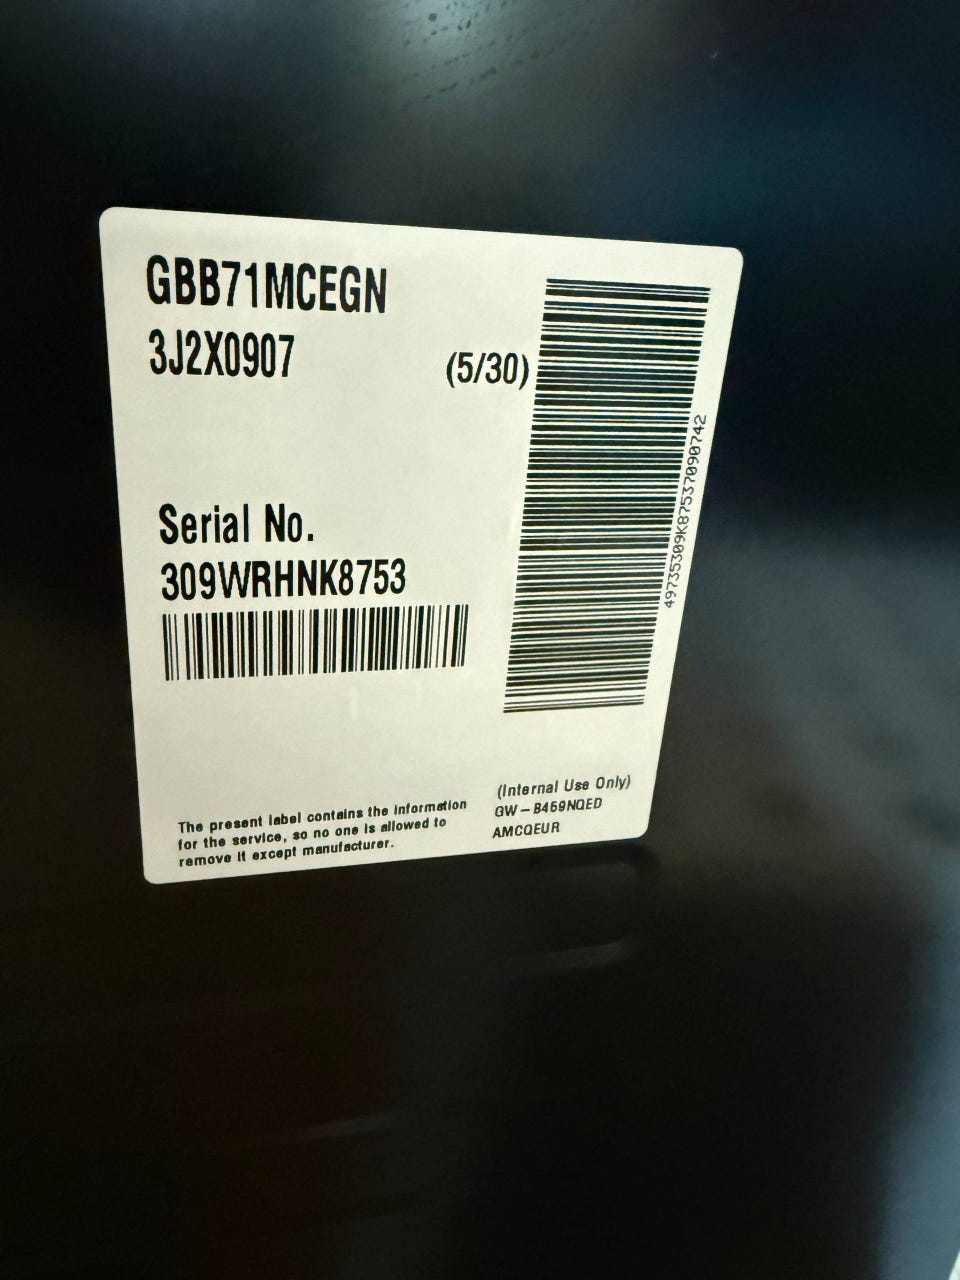 GBB71MCEGN
3J2X0907 (5/30)
49735309K87537090742
Serial No.
309WRHNK8753
The present label contains the information
for the service, so no one is allowed to
remove it except manufacturer.
(Internal Use Only)
GW-B459NQED
AMCQEUR